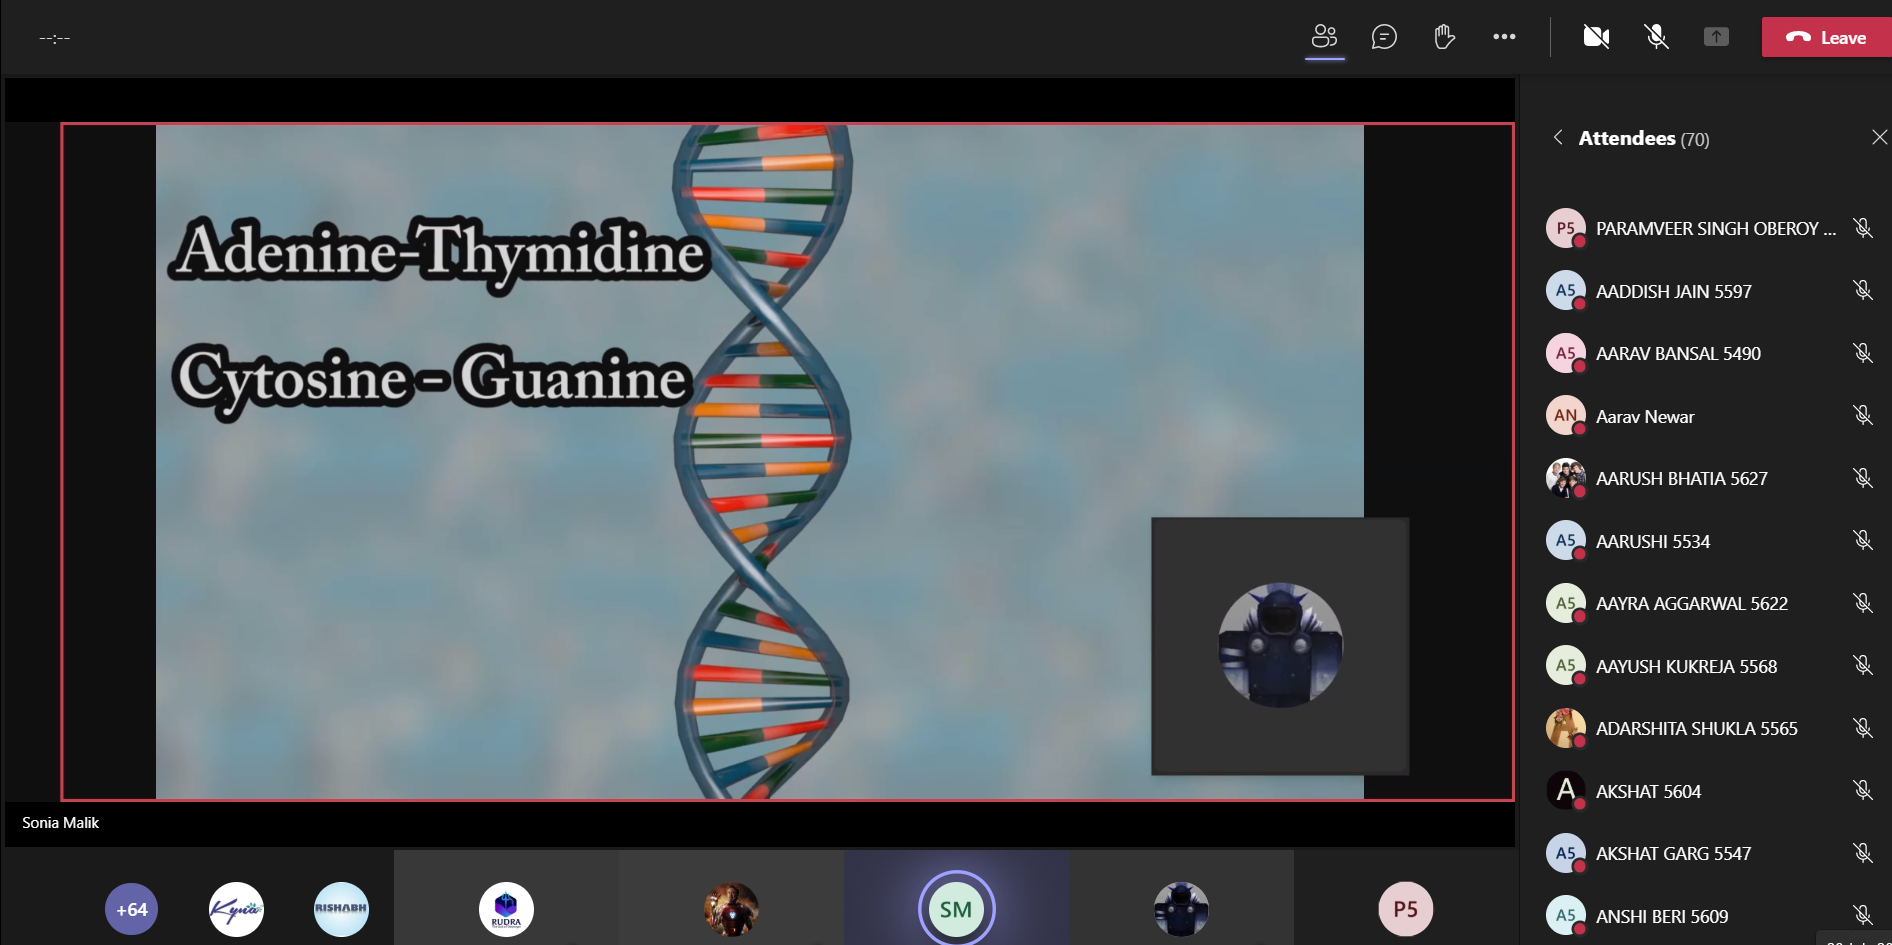 --:--
Leave
Adenine-Thymidine
Cytosine-Guanine
Sonia Malik
+64
Kyna
RISHABH
RUDRA
SM
P5
Attendees (70)
P5 PARAMVEER SINGH OBEROY ...
A5 AADDISH JAIN 5597
A5 AARAV BANSAL 5490
AN Aarav Newar
AARUSH BHATIA 5627
A5 AARUSHI 5534
A5 AAYRA AGGARWAL 5622
A5 AAYUSH KUKREJA 5568
ADARSHITA SHUKLA 5565
A AKSHAT 5604
A5 AKSHAT GARG 5547
A5 ANSHI BERI 5609